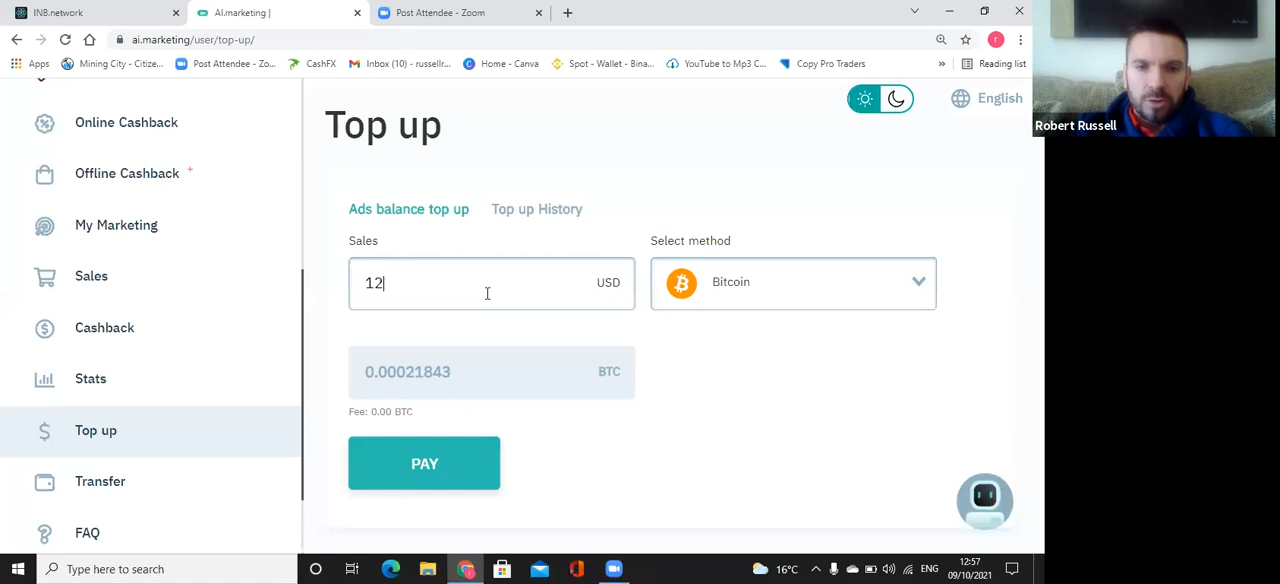 INB.network
AI.marketing |
Post Attendee - Zoom
ai.marketing/user/top-up/
Apps
Mining City - Citize...
Post Attendee - Zo...
CashFX
Inbox (10) - russellr...
Home - Canva
Spot - Wallet - Bina...
YouTube to Mp3 C...
Copy Pro Traders
»
Reading list
Robert Russell
English
Top up
Online Cashback
Offline Cashback +
My Marketing
Sales
Cashback
Stats
Top up
Transfer
FAQ
Ads balance top up
Top up History
Sales
Select method
12
USD
Bitcoin
0.00021843
BTC
Fee: 0.00 BTC
PAY
Type here to search
16°C
ENG
12:57
09/10/2021